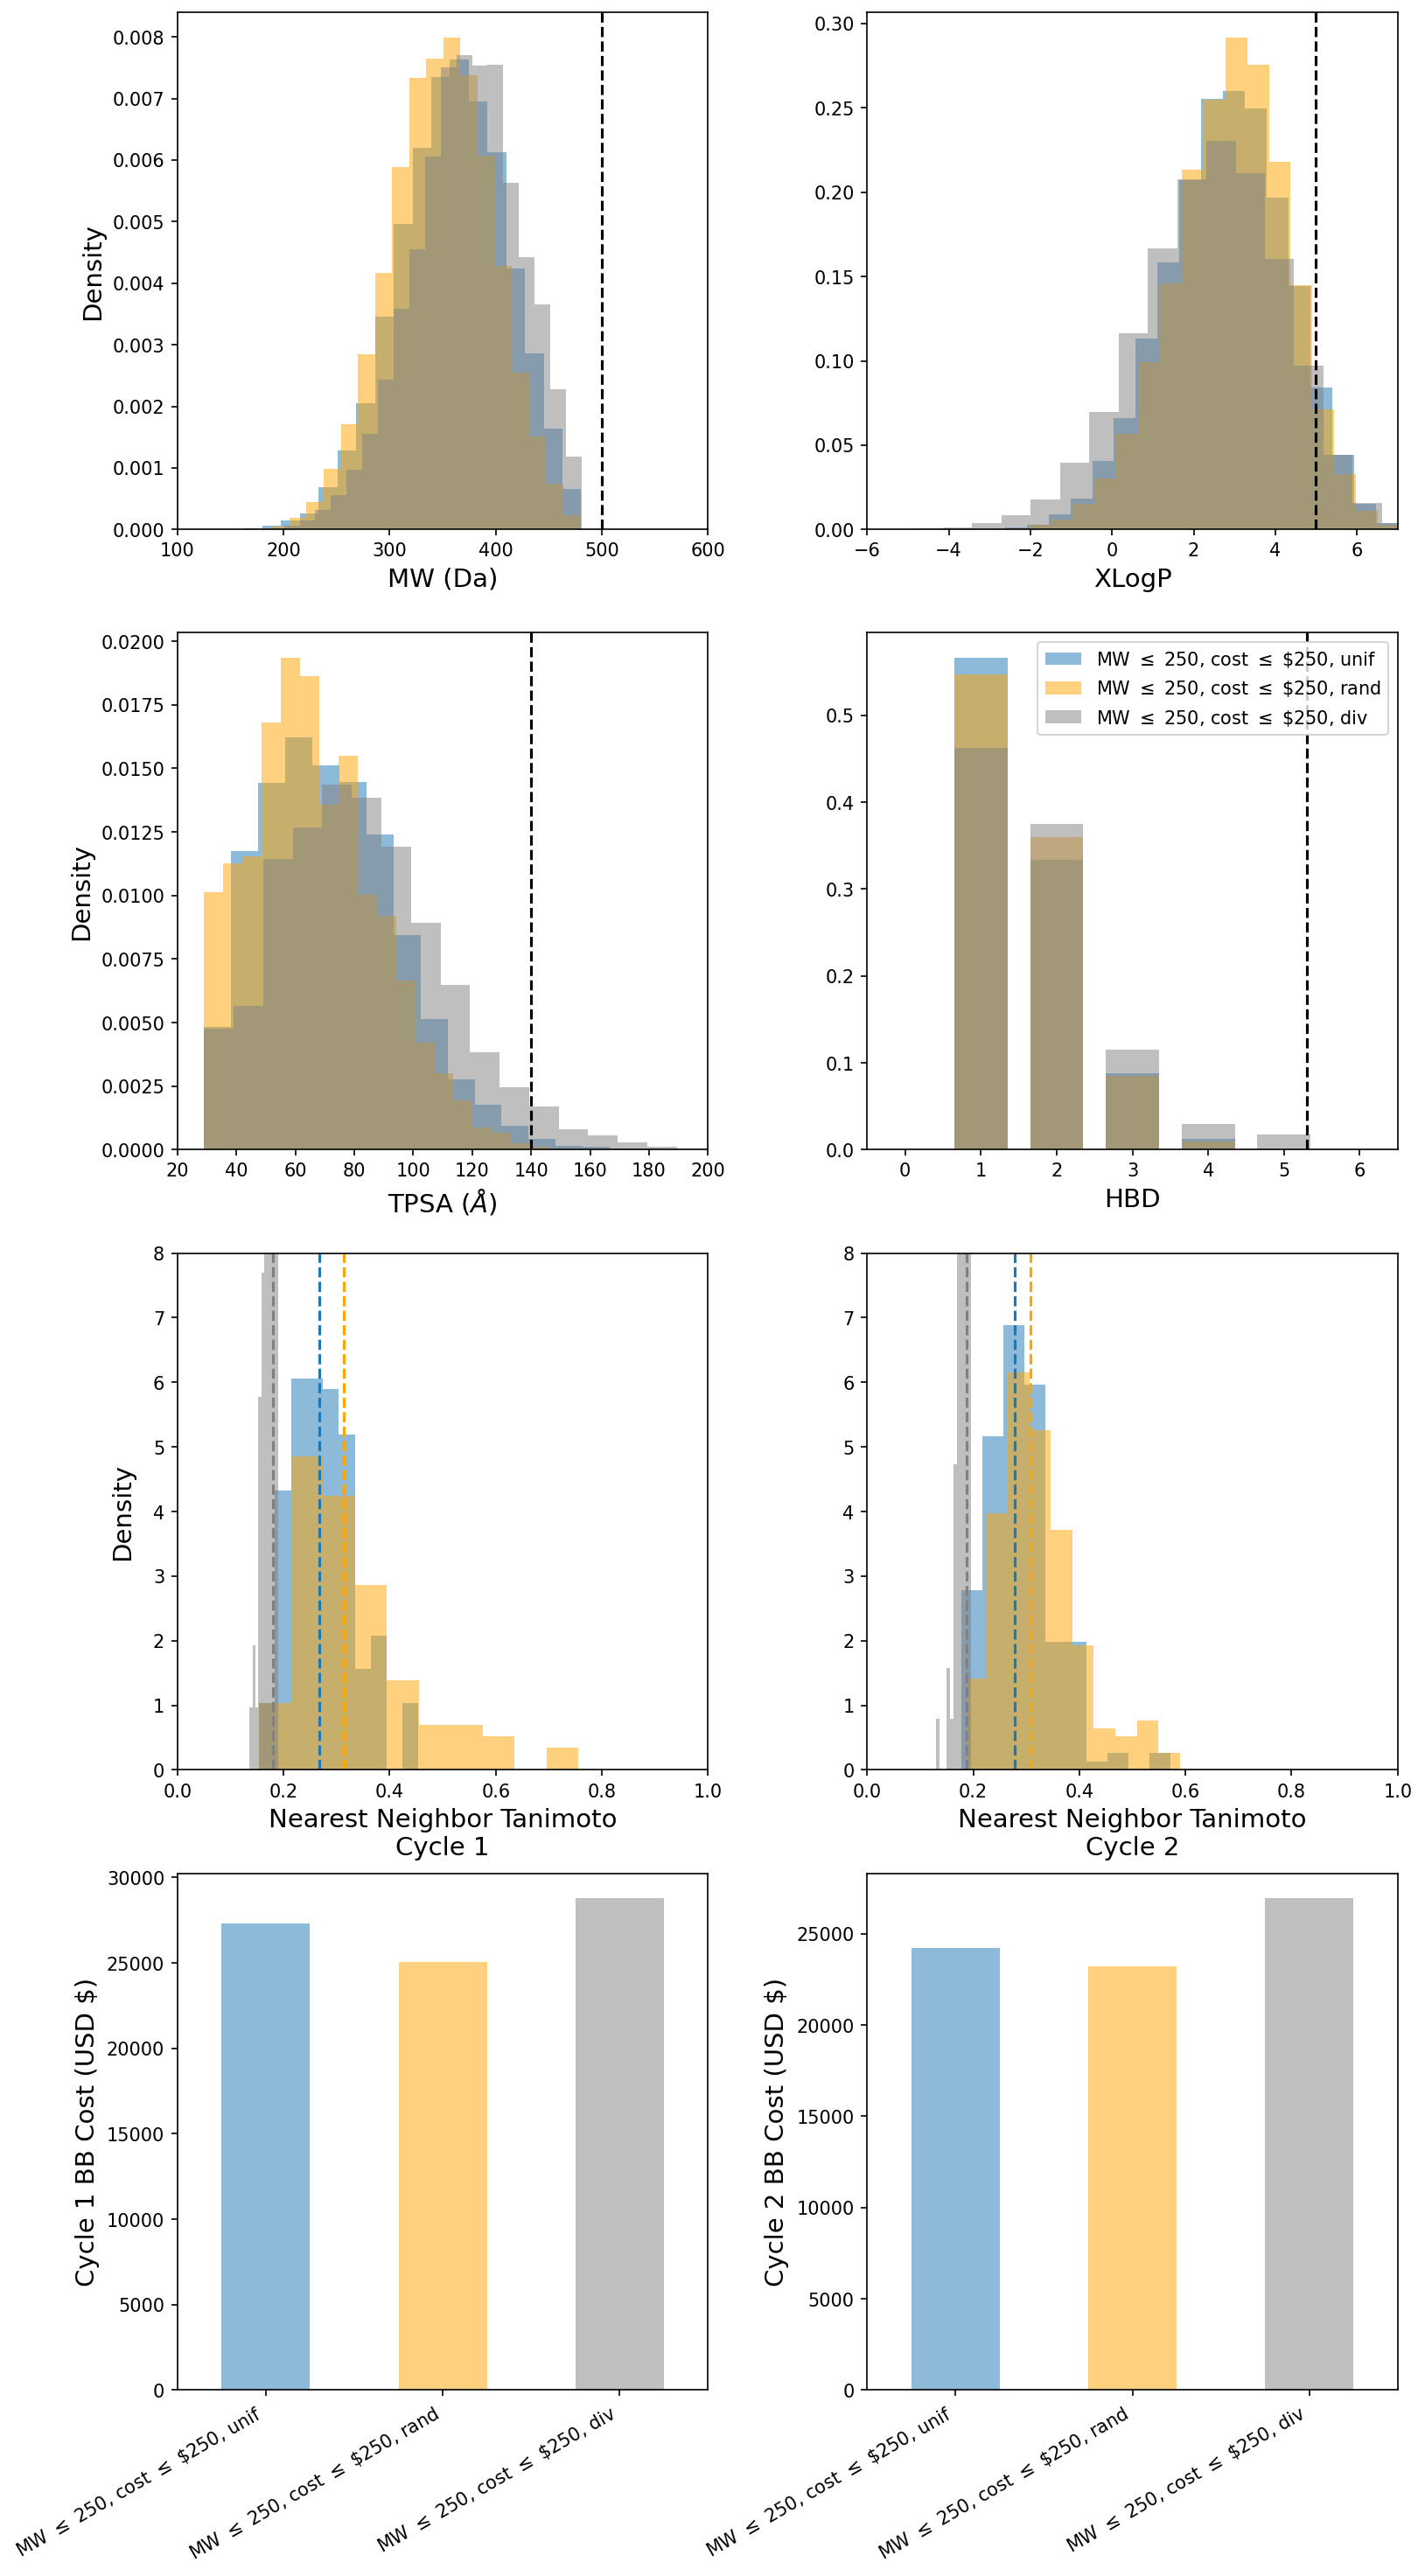 0.008
0.007
0.006
0.005
0.004
0.003
0.002
0.001
0.000
Density
100 200 300 400 500 600
MW (Da)
0.30
0.25
0.20
0.15
0.10
0.05
0.00
−6 −4 −2 0 2 4 6
XLogP
0.0200
0.0175
0.0150
0.0125
0.0100
0.0075
0.0050
0.0025
0.0000
Density
20 40 60 80 100 120 140 160 180 200
TPSA (Å)
MW ≤ 250, cost ≤ $250, unif
MW ≤ 250, cost ≤ $250, rand
MW ≤ 250, cost ≤ $250, div
0.5
0.4
0.3
0.2
0.1
0.0
0 1 2 3 4 5 6
HBD
8
7
6
5
4
3
2
1
0
Density
0.0 0.2 0.4 0.6 0.8 1.0
Nearest Neighbor Tanimoto
Cycle 1
8
7
6
5
4
3
2
1
0
0.0 0.2 0.4 0.6 0.8 1.0
Nearest Neighbor Tanimoto
Cycle 2
30000
25000
20000
15000
10000
5000
0
Cycle 1 BB Cost (USD $)
MW ≤ 250, cost ≤ $250, unif
MW ≤ 250, cost ≤ $250, rand
MW ≤ 250, cost ≤ $250, div
25000
20000
15000
10000
5000
0
Cycle 2 BB Cost (USD $)
MW ≤ 250, cost ≤ $250, unif
MW ≤ 250, cost ≤ $250, rand
MW ≤ 250, cost ≤ $250, div